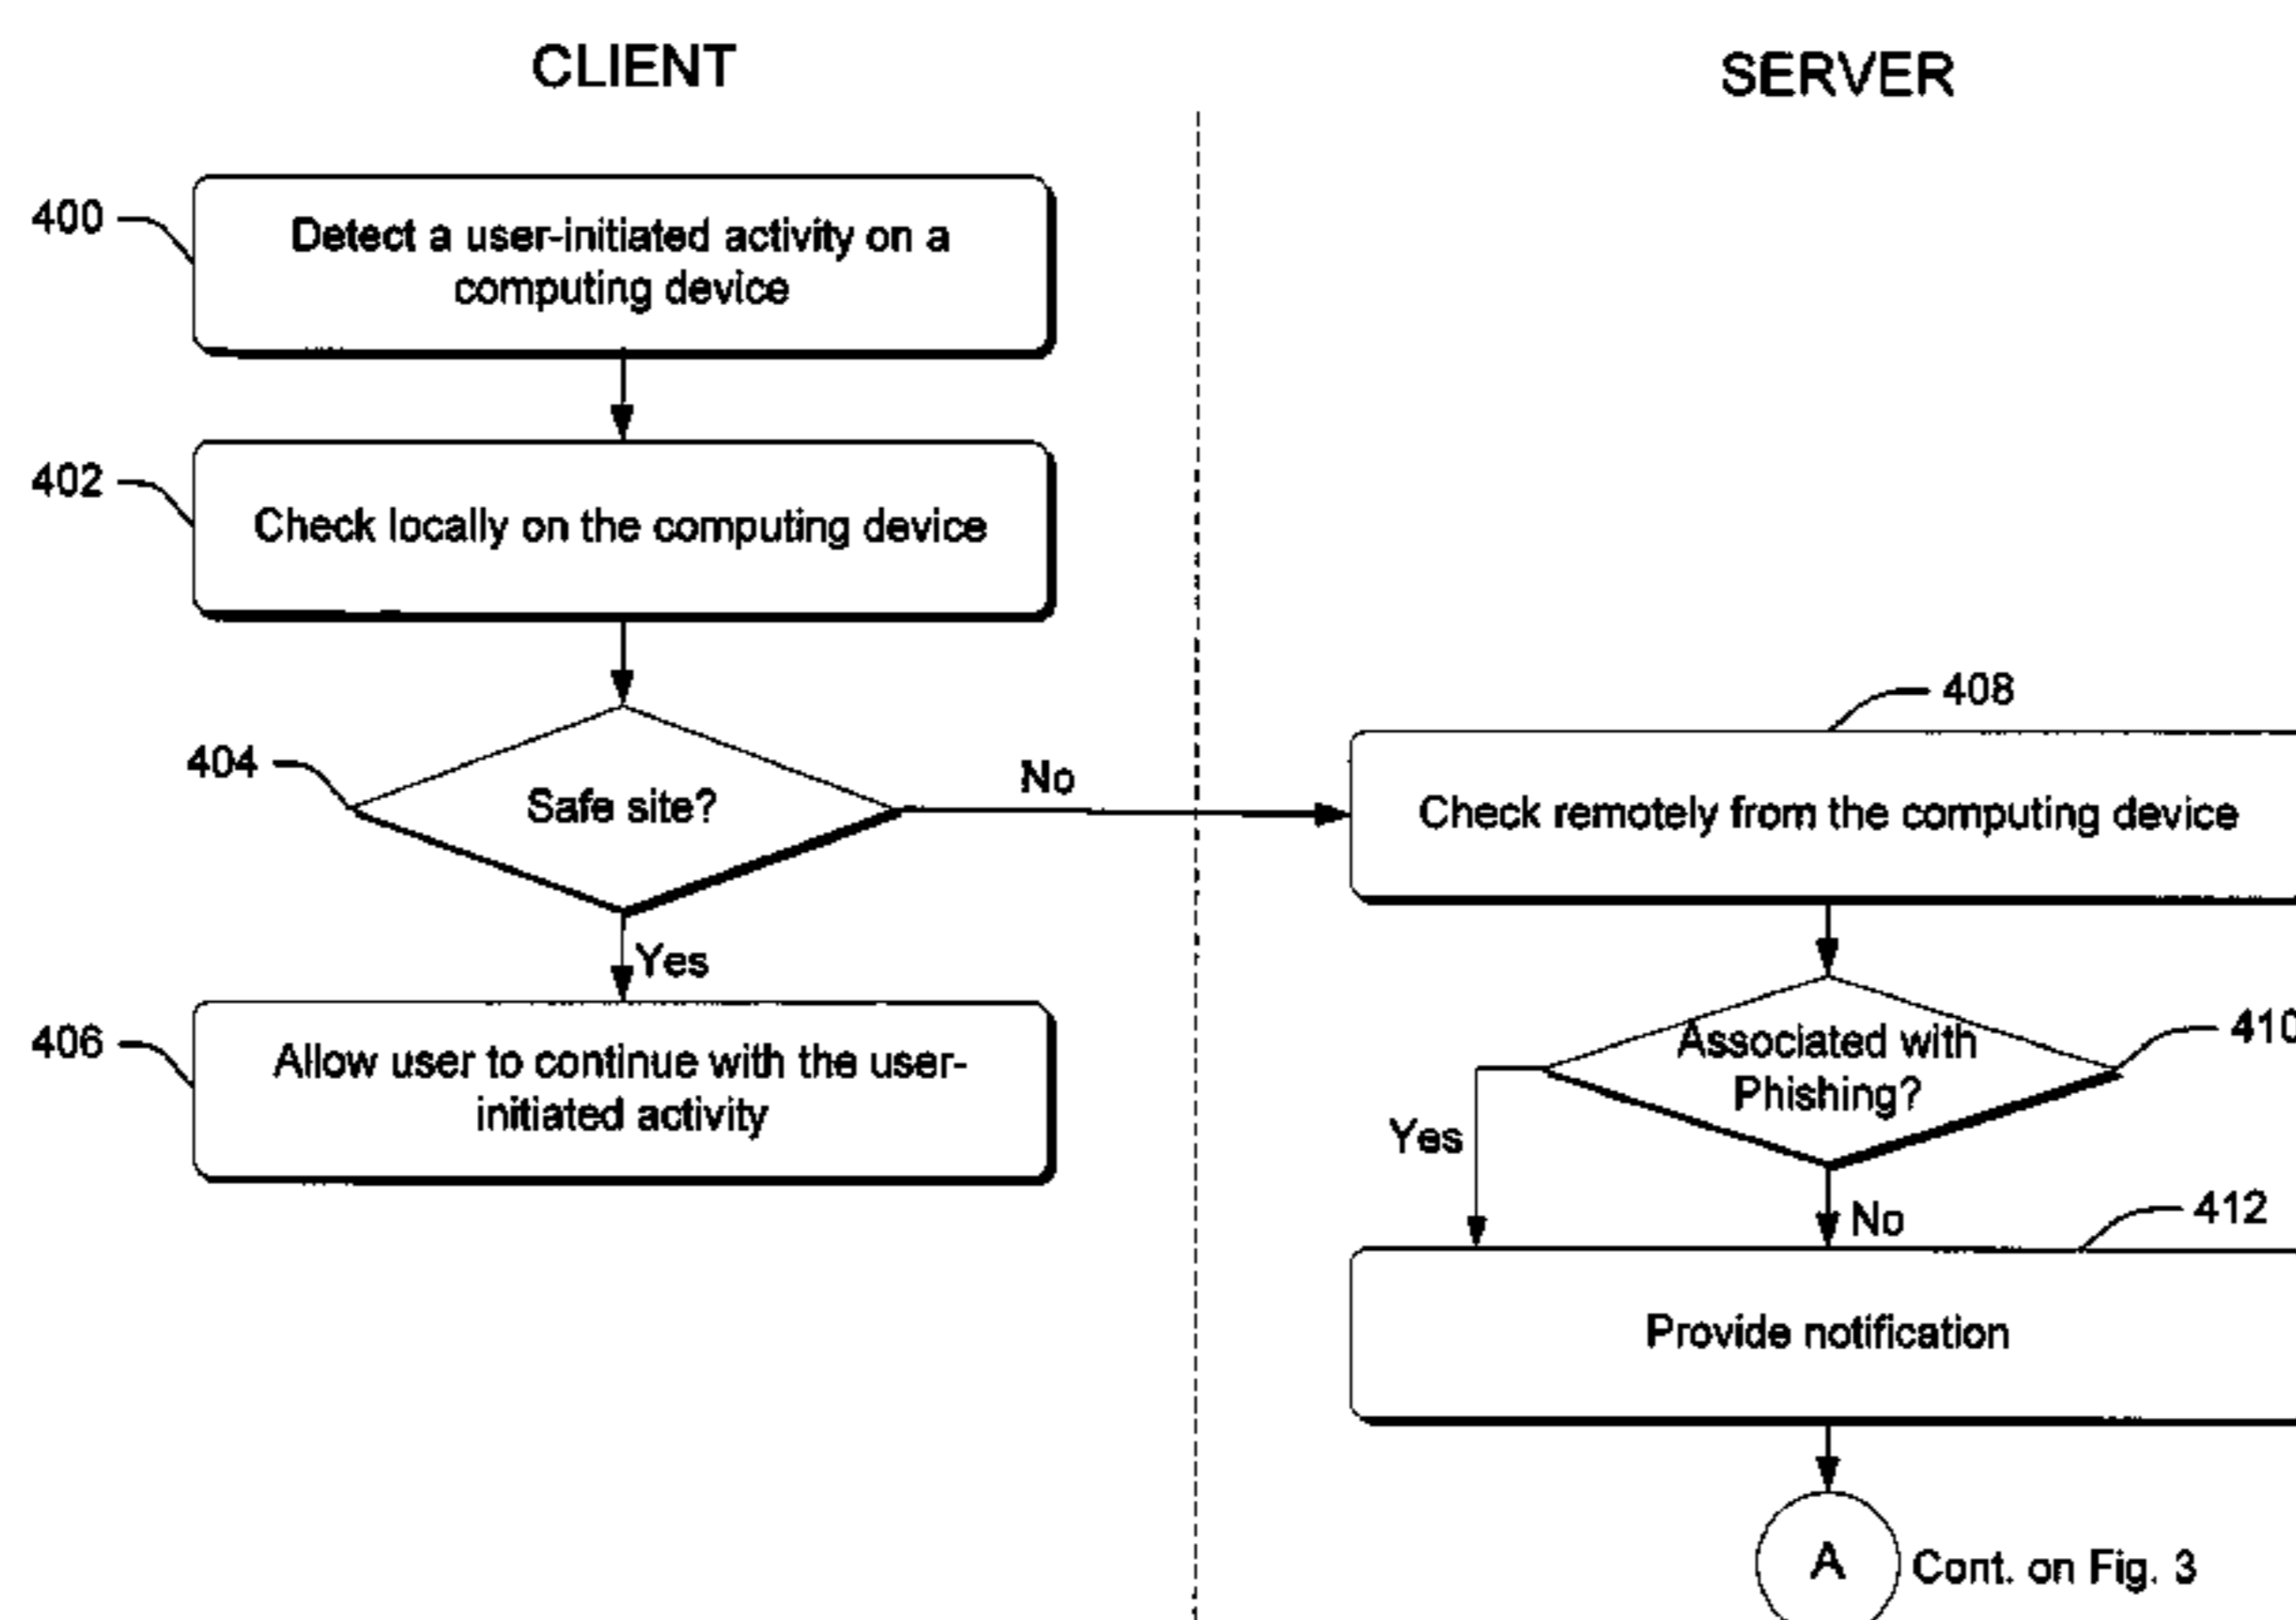 CLIENT
SERVER
400
Detect a user-initiated activity on a
computing device
402
Check locally on the computing device
404
Safe site?
No
Yes
406
Allow user to continue with the user-
initiated activity
408
Check remotely from the computing device
410
Associated with
Phishing?
Yes
No
412
Provide notification
A
Cont. on Fig. 3